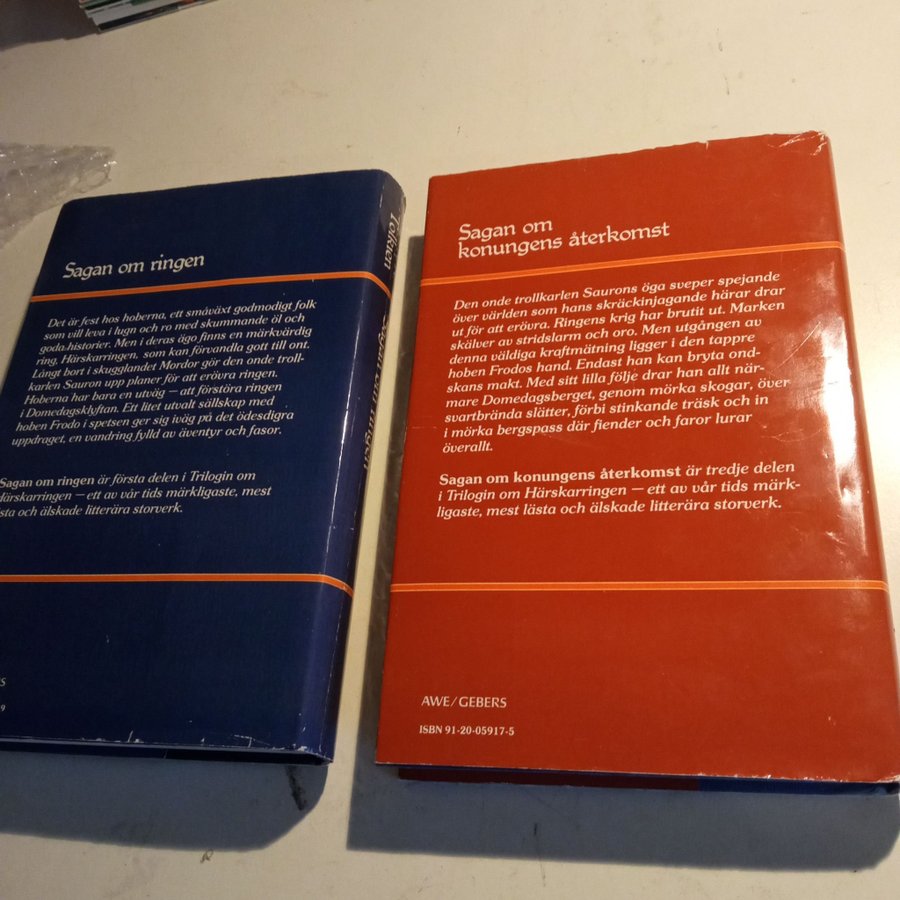 Sagan om ringen
Det är fest hos hoberna, ett småväxt godmodigt folk
som vill leva i lugn och ro med skummande öl och
goda historier. Men i deras ägo finns en märkvärdig
ring, Härskarringen, som kan förvandla gott till ont.
Långt bort i skugglandet Mordor gör den onde troll-
karlen Sauron upp planer för att erövra ringen.
Hoberna har bara en utväg – att förstöra ringen
i Domedagsklyftan. Ett litet utvalt sällskap med
hoben Frodo i spetsen ger sig iväg på det ödesdigra
uppdraget, en vandring fylld av äventyr och fasor.
Sagan om ringen är första delen i Trilogin om
Härskarringen – ett av vår tids märkligaste, mest
lästa och älskade litterära storverk.
9
Tolkien
Sagan om ringen
Sagan om
konungens återkomst
Den onde trollkarlen Saurons öga sveper spejande
över världen som hans skräckinjagande härar drar
ut för att erövra. Ringens krig har brutit ut. Marken
skälver av stridslarm och oro. Men utgången av
denna väldiga kraftmätning ligger i den tappre
hoben Frodos hand. Endast han kan bryta ond-
skans makt. Med sitt lilla följe drar han allt när-
mare Domedagsberget, genom mörka skogar, över
svartbrända slätter, förbi stinkande träsk och in
i mörka bergspass där fiender och faror lurar
överallt.
Sagan om konungens återkomst är tredje delen
i Trilogin om Härskarringen – ett av vår tids märk-
ligaste, mest lästa och älskade litterära storverk.
AWE/GEBERS
ISBN 91-20-05917-5